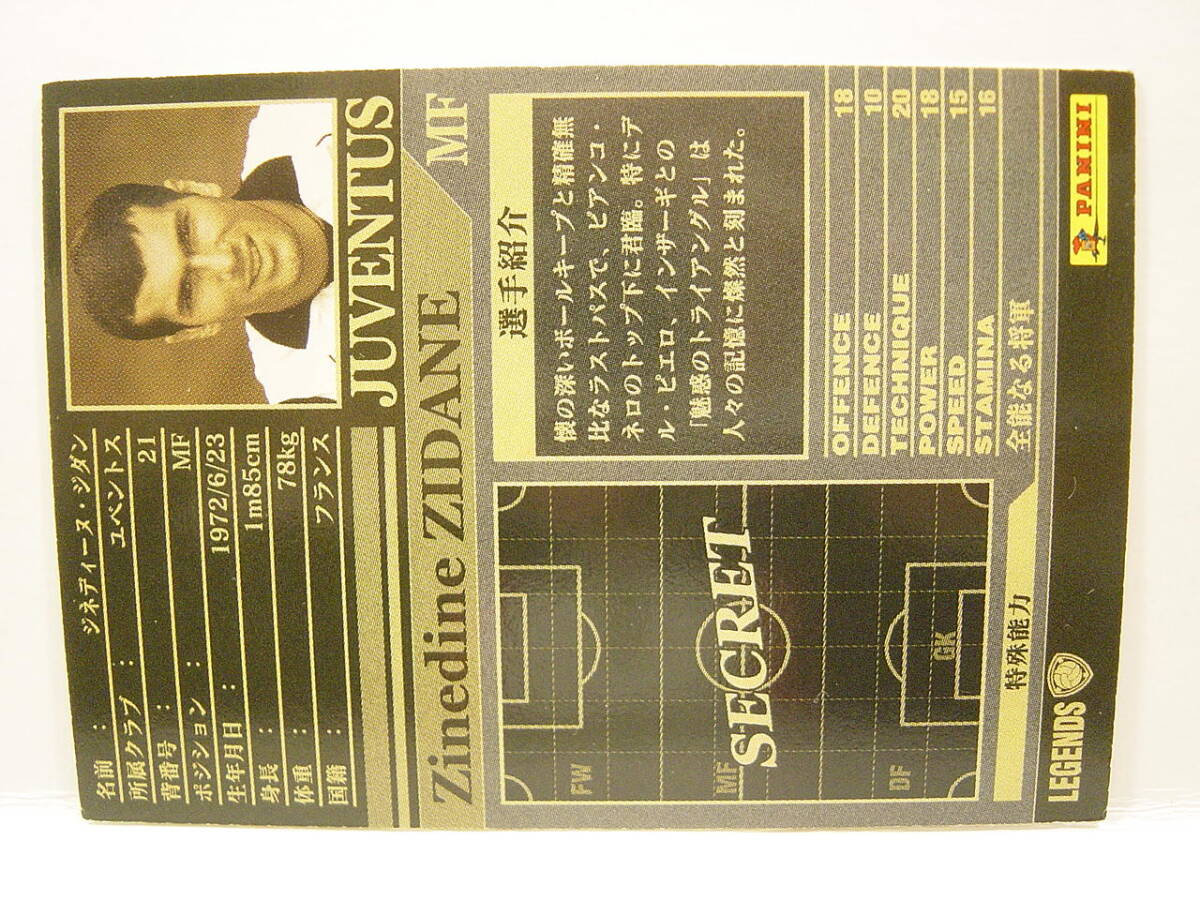 名前 : ジネディーヌ・ジダン
所属クラブ : ユベントス
背番号 : 21
ポジション : MF
生年月日 : 1972/6/23
身長 : 1m85cm
体重 : 78kg
国籍 : フランス
JUVENTUS
Zinedine ZIDANE
MF
選手紹介
懐の深いボールキープと精確無
比なラストパスで、ビアンコ・
ネロのトップ下に君臨。特にデ
ル・ピエロ、インザーギとの
「魅惑のトライアングル」は
人々の記憶に燦然と刻まれた。
FW
MF
SECRET
DF
GK
OFFENCE 18
DEFENCE 10
TECHNIQUE 20
POWER 18
SPEED 15
STAMINA 16
特殊能力
全能なる将軍
LEGENDS
PANINI